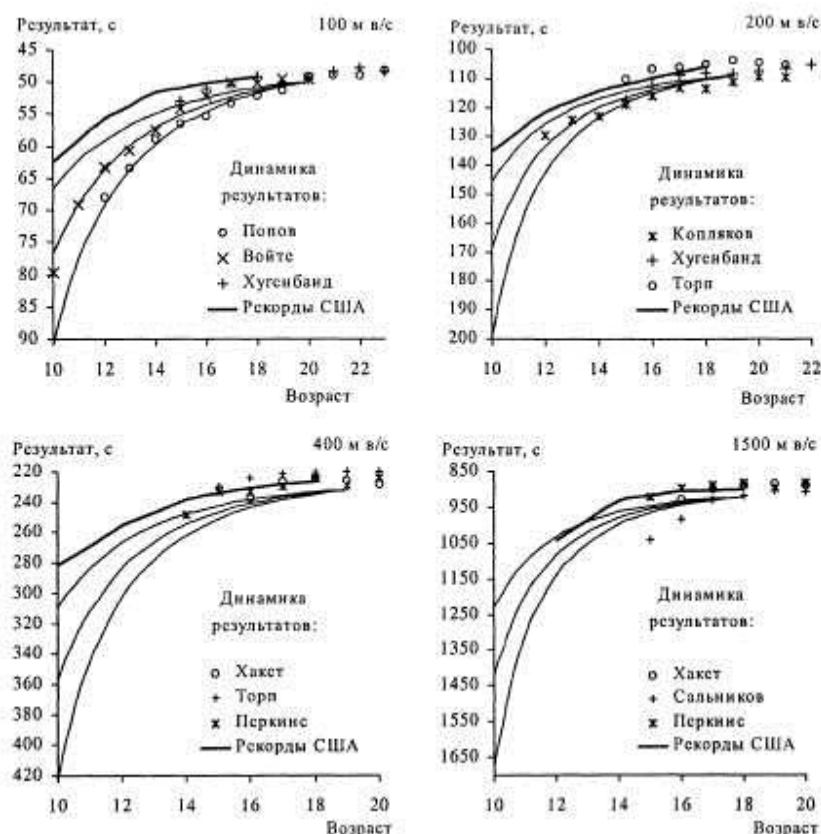 Результат, с 100 м в/с
45
50
55
60
65
70
75
80
85
90
10 12 14 16 18 20 22
Возраст
Динамика
результатов:
Попов
Войте
Хугенбанд
Рекорды США
Результат, с 200 м в/с
100
110
120
130
140
150
160
170
180
190
200
10 12 14 16 18 20 22
Возраст
Динамика
результатов:
Копляков
Хугенбанд
Торп
Рекорды США
Результат, с 400 м в/с
220
240
260
280
300
320
340
360
380
400
420
10 12 14 16 18 20
Возраст
Динамика
результатов:
Хакет
Торп
Перкинс
Рекорды США
Результат, с 1500 м в/с
850
950
1050
1150
1250
1350
1450
1550
1650
10 12 14 16 18 20
Возраст
Динамика
результатов:
Хакет
Сальников
Перкинс
Рекорды США